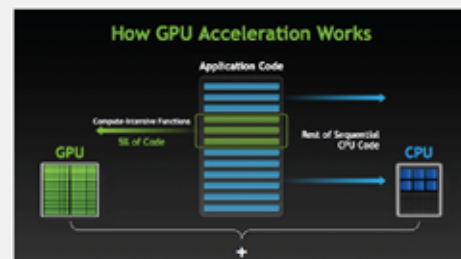 How GPU Acceleration Works
Application Code
Compute-Intensive Functions
5% of Code
Rest of Sequential
CPU Code
GPU
CPU
+